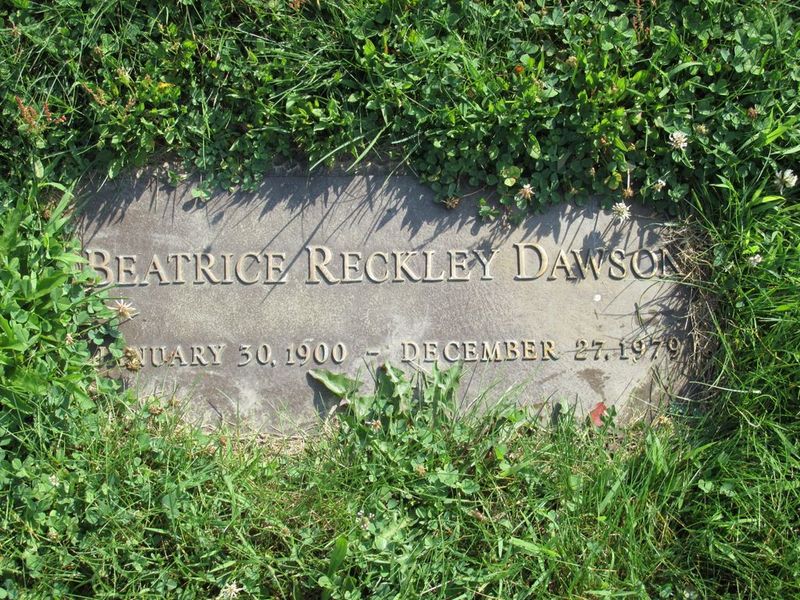 BEATRICE RECKLEY DAWSON
JANUARY 30, 1900 - DECEMBER 27, 1979